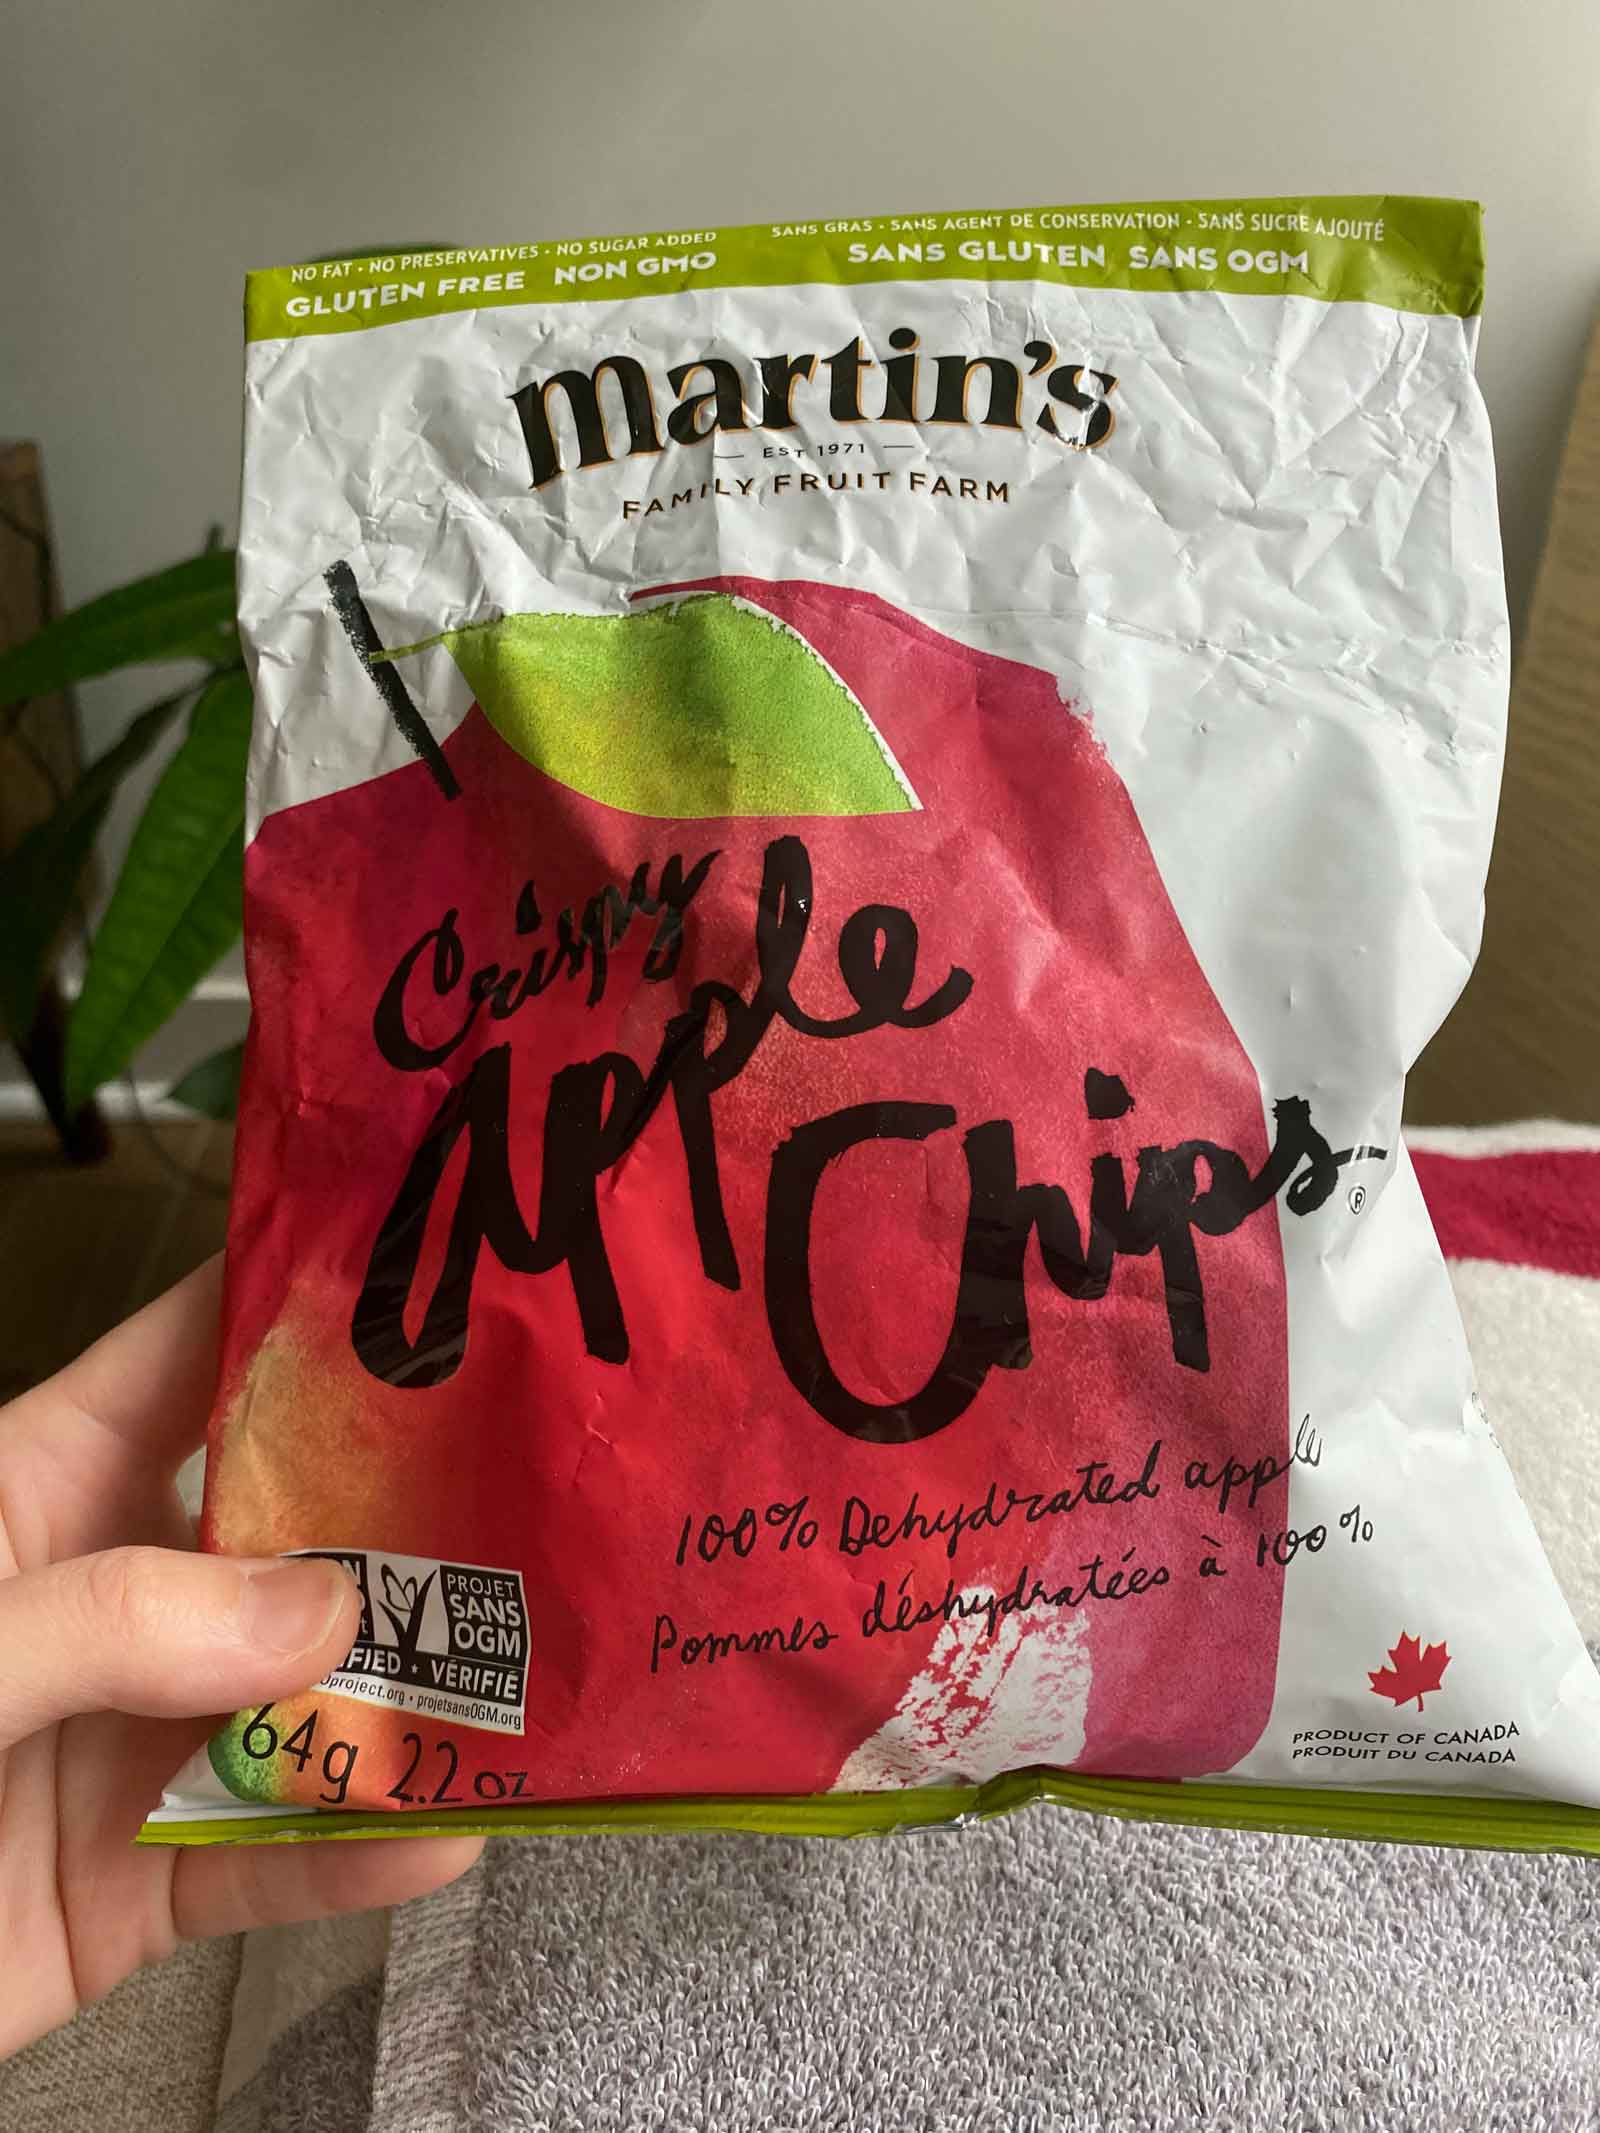 NO FAT • NO PRESERVATIVES • NO SUGAR ADDED
GLUTEN FREE NON GMO
SANS GRAS • SANS AGENT DE CONSERVATION • SANS SUCRE AJOUTÉ
SANS GLUTEN SANS OGM
martin's
EST 1971
FAMILY FRUIT FARM
Crispy
apple
Chips®
100% Dehydrated apple
Pommes déshydratées à 100%
PROJET
SANS
OGM
VÉRIFIÉ
projetsansOGM.org
64g 2.2 oz
PRODUCT OF CANADA
PRODUIT DU CANADA